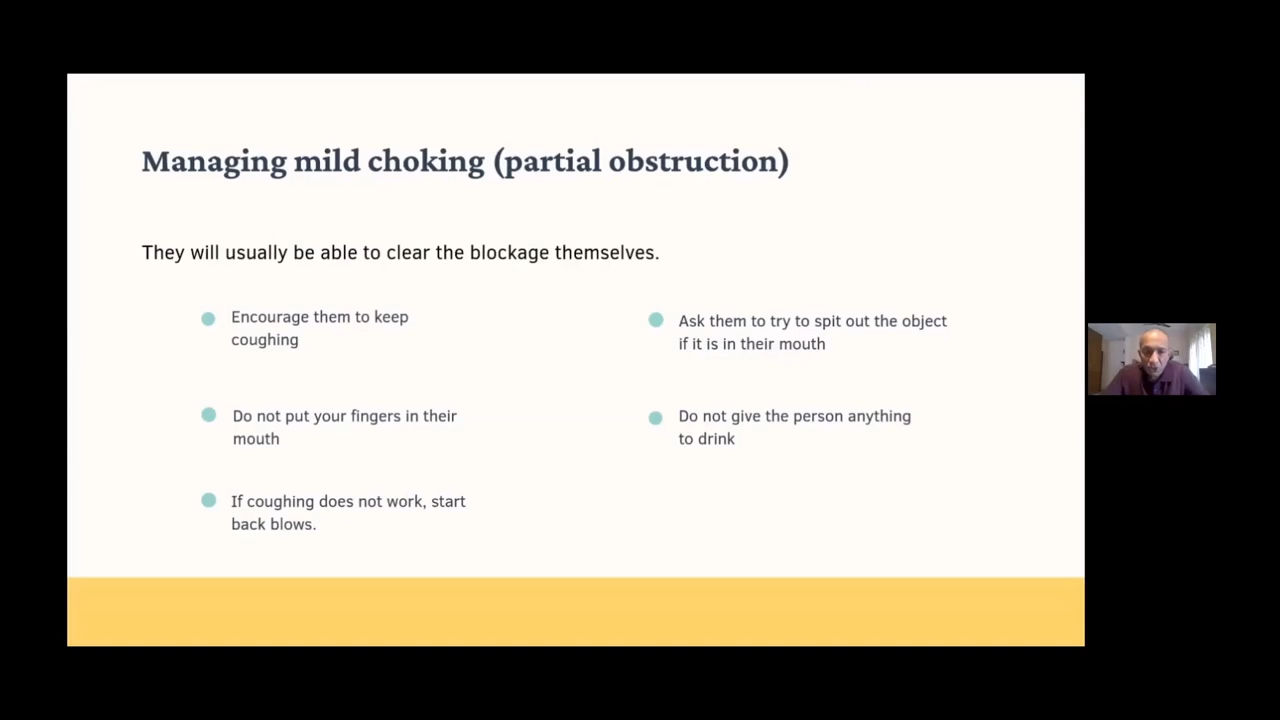 Managing mild choking (partial obstruction)
They will usually be able to clear the blockage themselves.
Encourage them to keep
coughing
Do not put your fingers in their
mouth
If coughing does not work, start
back blows.
Ask them to try to spit out the object
if it is in their mouth
Do not give the person anything
to drink